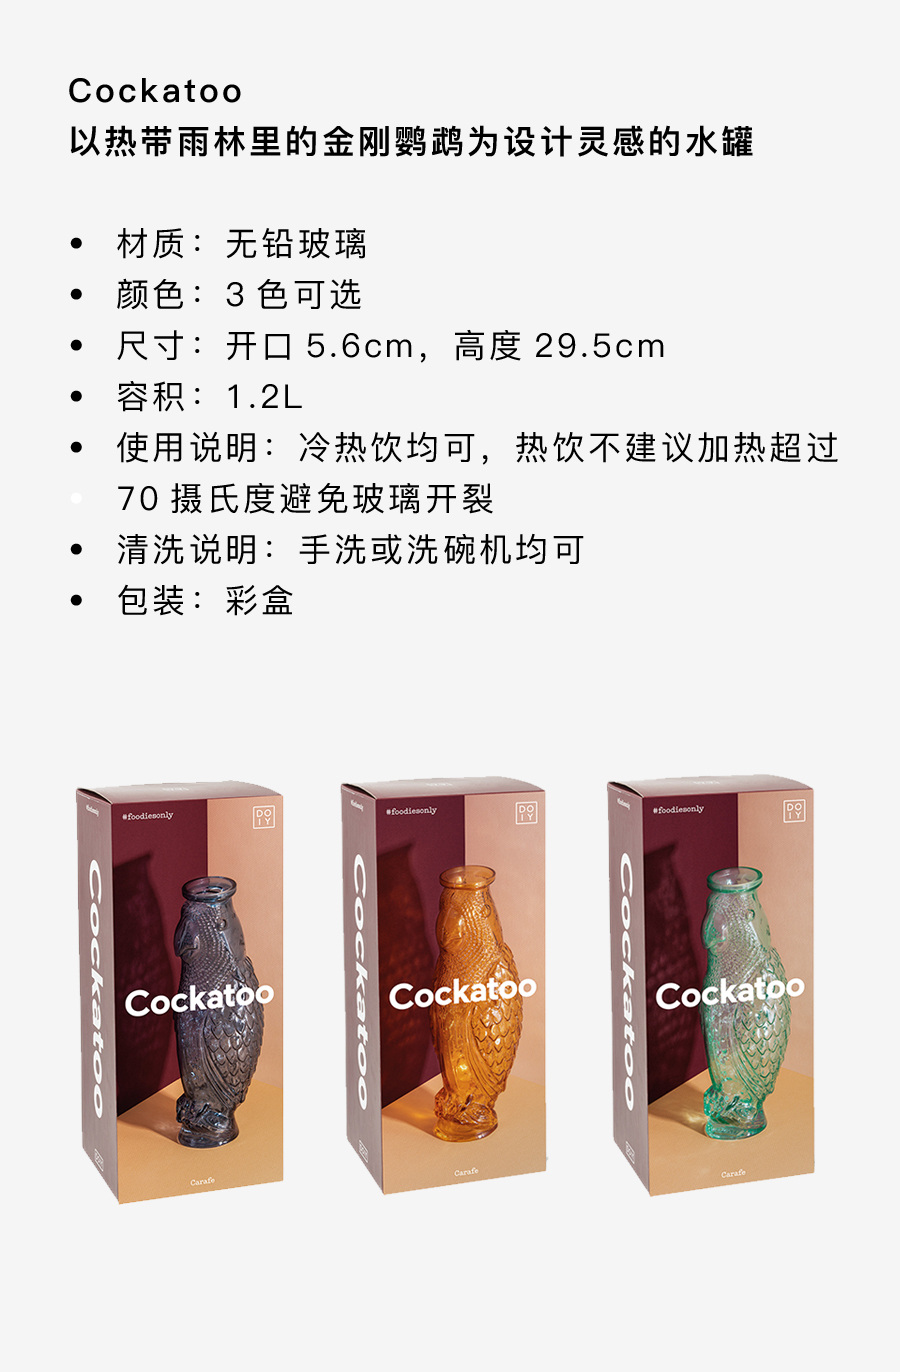 Cockatoo
以热带雨林里的金刚鹦鹉为设计灵感的水罐
• 材质：无铅玻璃
• 颜色：3 色可选
• 尺寸：开口 5.6cm，高度 29.5cm
• 容积：1.2L
• 使用说明：冷热饮均可，热饮不建议加热超过
70 摄氏度避免玻璃开裂
• 清洗说明：手洗或洗碗机均可
• 包装：彩盒
#foodiesonly
DO
IY
Cockatoo
Cockatoo
Carafe
#foodiesonly
DO
IY
Cockatoo
Cockatoo
Carafe
#foodiesonly
DO
IY
Cockatoo
Cockatoo
Carafe